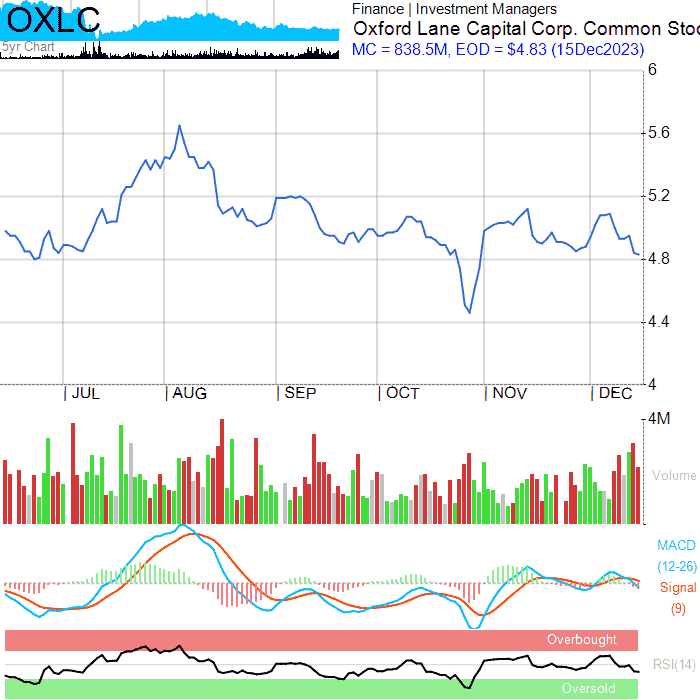 OXLC
5yr Chart
Finance | Investment Managers
Oxford Lane Capital Corp. Common Stoc
MC = 838.5M, EOD = $4.83 (15Dec2023)
6
5.6
5.2
4.8
4.4
4
JUL AUG SEP OCT NOV DEC
4M
Volume
MACD
(12-26)
Signal
(9)
Overbought
RSI(14)
Oversold